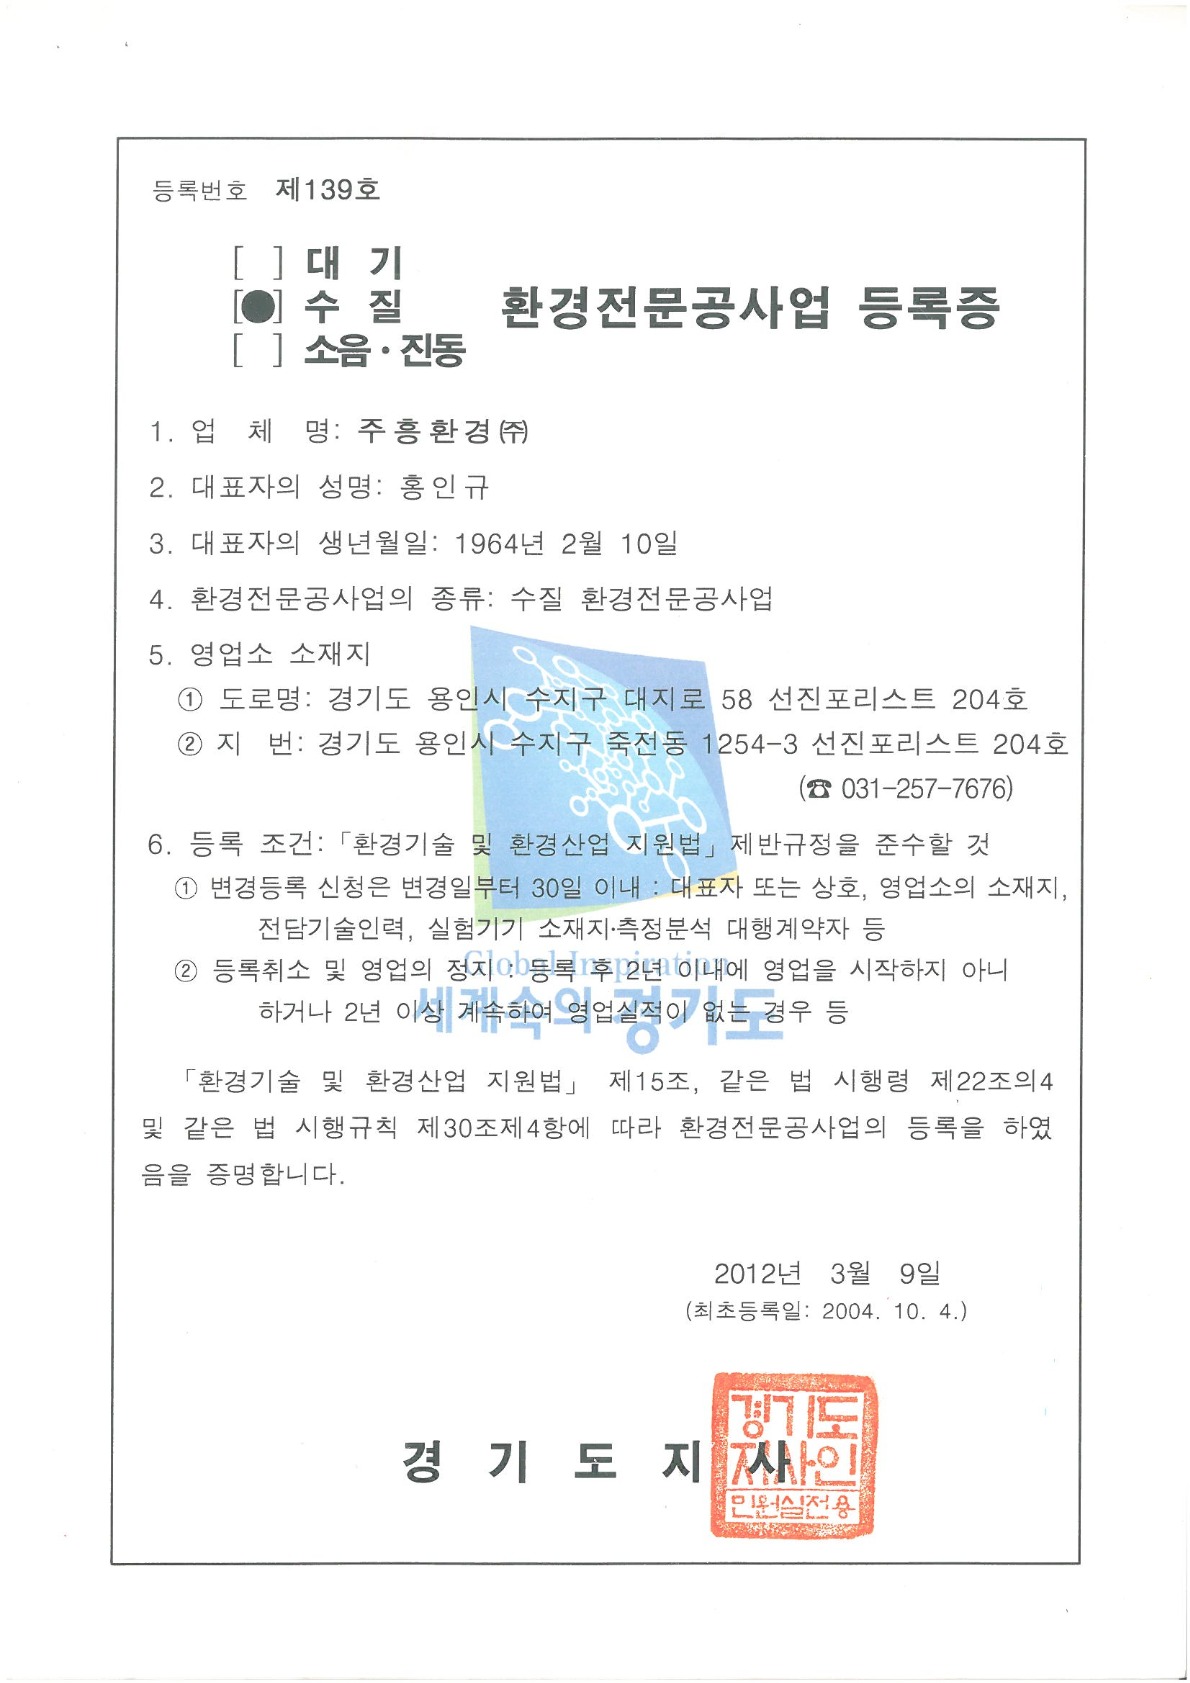 등록번호 제139호
[ ] 대 기
[●] 수 질 환경전문공사업 등록증
[ ] 소음·진동
1. 업 체 명: 주흥환경㈜
2. 대표자의 성명: 홍인규
3. 대표자의 생년월일: 1964년 2월 10일
4. 환경전문공사업의 종류: 수질 환경전문공사업
5. 영업소 소재지
① 도로명: 경기도 용인시 수지구 대지로 58 선진포리스트 204호
② 지 번: 경기도 용인시 수지구 죽전동 1254-3 선진포리스트 204호
(☎ 031-257-7676)
6. 등록 조건:「환경기술 및 환경산업 지원법」제반규정을 준수할 것
① 변경등록 신청은 변경일부터 30일 이내 : 대표자 또는 상호, 영업소의 소재지,
전담기술인력, 실험기기 소재지·측정분석 대행계약자 등
Global Inspiration
② 등록취소 및 영업의 정지 : 등록 후 2년 이내에 영업을 시작하지 아니
하거나 2년 이상 계속하여 영업실적이 없는 경우 등
세계속의 경기도
「환경기술 및 환경산업 지원법」 제15조, 같은 법 시행령 제22조의4
및 같은 법 시행규칙 제30조제4항에 따라 환경전문공사업의 등록을 하였
음을 증명합니다.
2012년 3월 9일
(최초등록일: 2004. 10. 4.)
경 기 도 지 사
경기도
지사인
민원실전용